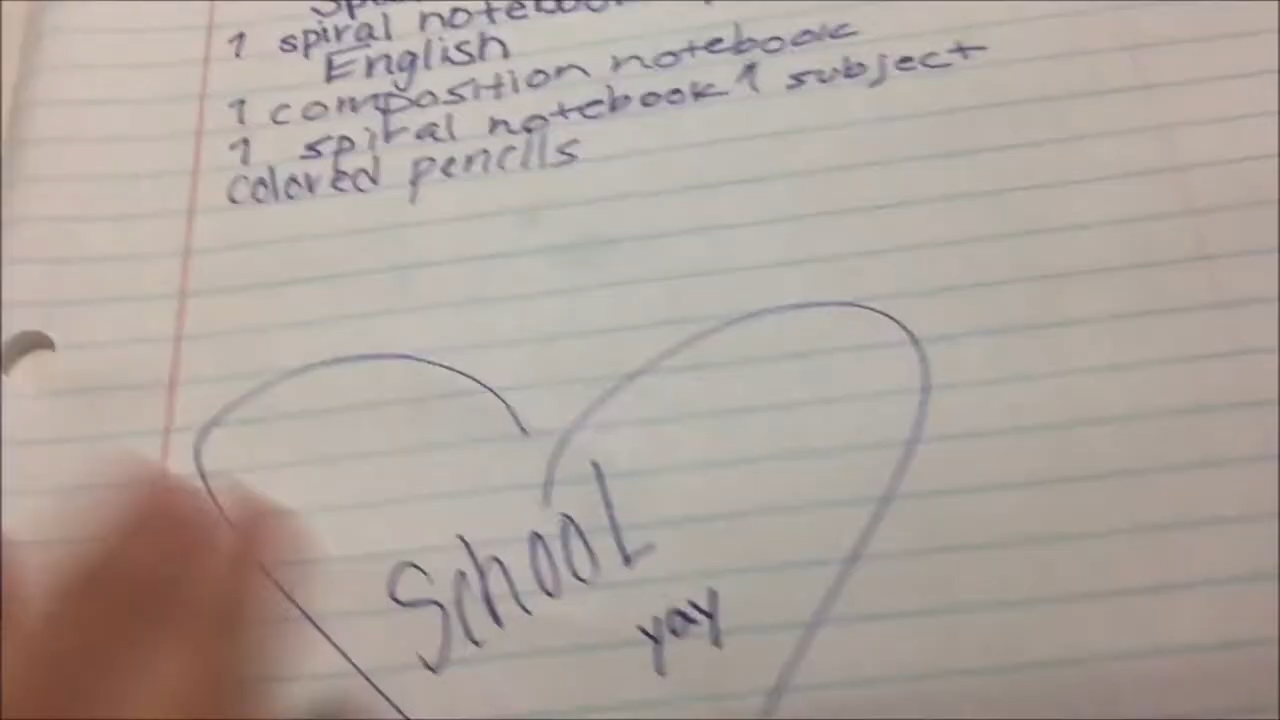 1 spiral notebook
English
1 composition notebook
1 spiral notebook 1 subject
colored pencils
School
yay